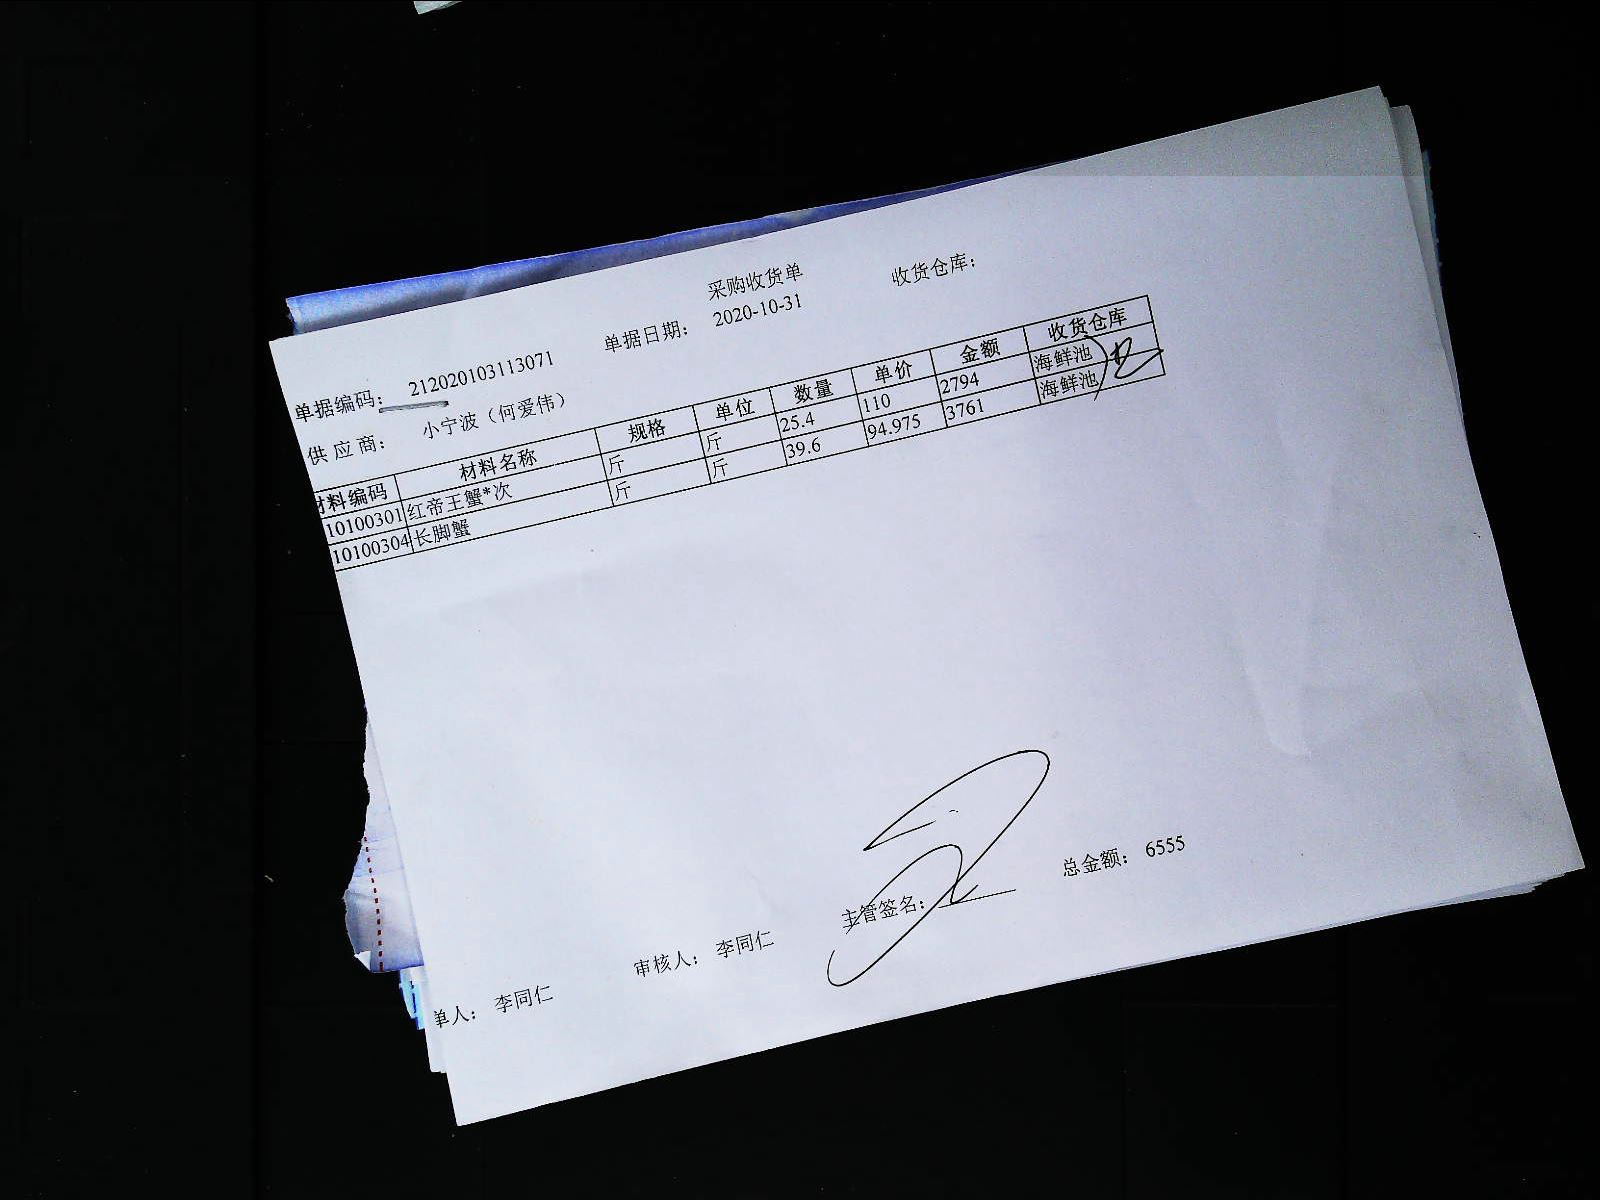 采购收货单
收货仓库：
单据编码： 212020103113071 单据日期： 2020-10-31
供应商： 小宁波（何爱伟）
材料编码 材料名称 规格 单位 数量 单价 金额 收货仓库
10100301 红帝王蟹*次 斤 斤 25.4 110 2794 海鲜池
10100304 长脚蟹 斤 斤 39.6 94.975 3761 海鲜池
单人： 李同仁 审核人： 李同仁 主管签名： 总金额： 6555